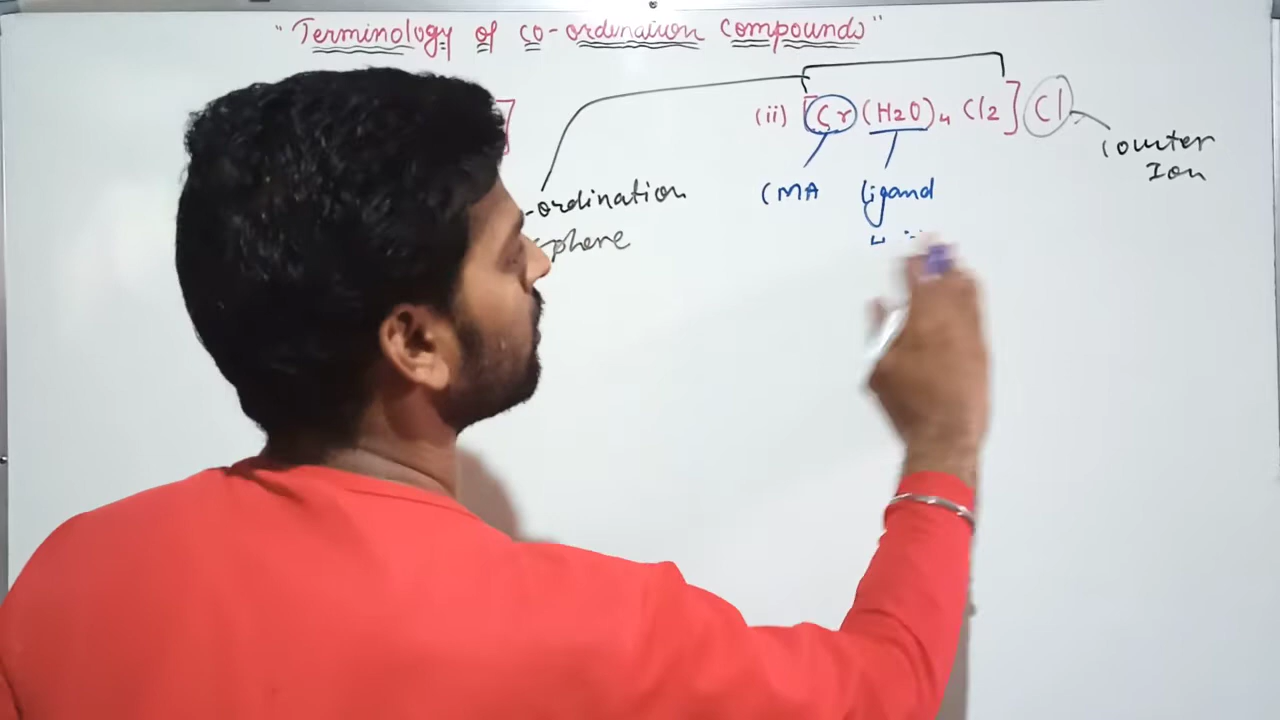 "Terminology of co-ordination compounds"
(ii) [Cr(H2O)4 Cl2] Cl
Counter
Ion
-ordination
sphere
CMA
ligand